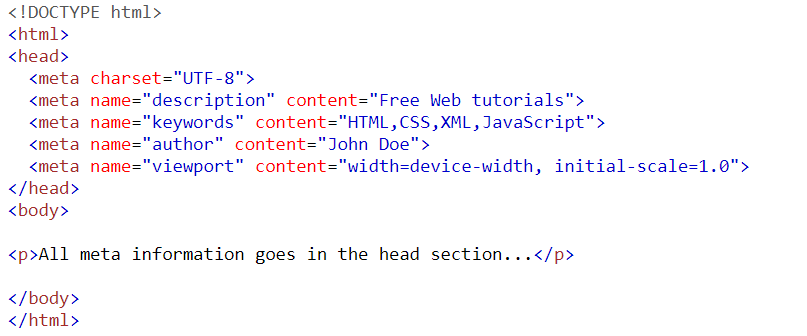 <!DOCTYPE html>
<html>
<head>
  <meta charset="UTF-8">
  <meta name="description" content="Free Web tutorials">
  <meta name="keywords" content="HTML,CSS,XML,JavaScript">
  <meta name="author" content="John Doe">
  <meta name="viewport" content="width=device-width, initial-scale=1.0">
</head>
<body>

<p>All meta information goes in the head section...</p>

</body>
</html>